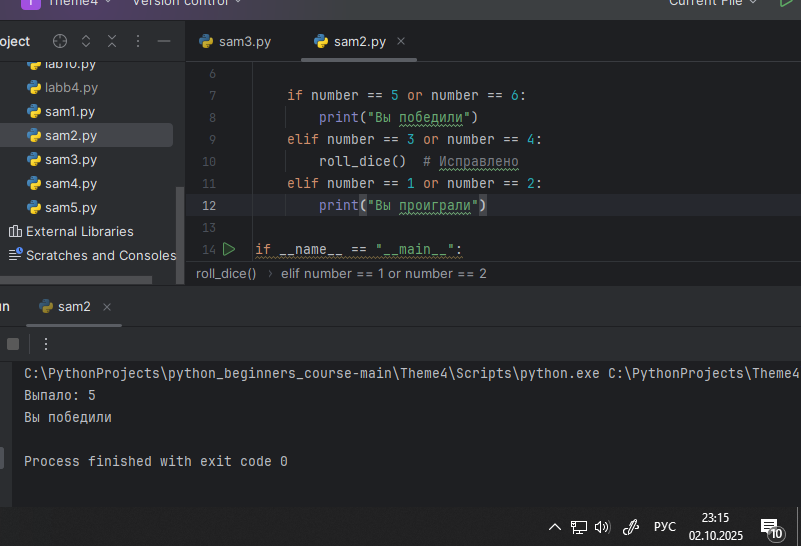 Theme4
Version control
Current File
oject
sam3.py
sam2.py
lab10.py
labb4.py
sam1.py
sam2.py
sam3.py
sam4.py
sam5.py
External Libraries
Scratches and Consoles
6
7 if number == 5 or number == 6:
8 print("Вы победили")
9 elif number == 3 or number == 4:
10 roll_dice() # Исправлено
11 elif number == 1 or number == 2:
12 print("Вы проиграли")
13
14 if __name__ == "__main__":
roll_dice() › elif number == 1 or number == 2
un
sam2
C:\PythonProjects\python_beginners_course-main\Theme4\Scripts\python.exe C:\PythonProjects\Theme4
Выпало: 5
Вы победили
Process finished with exit code 0
РУС
23:15
02.10.2025
10